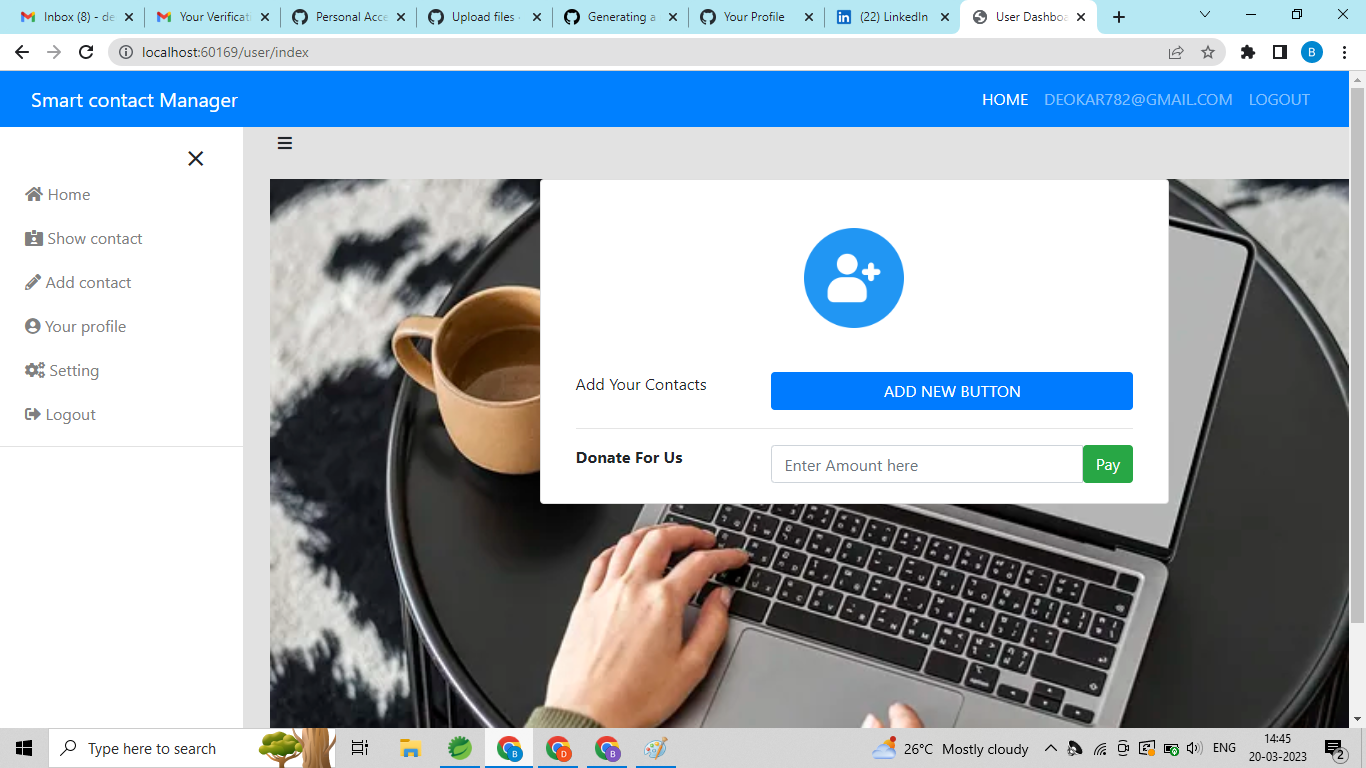 Inbox (8) - de
Your Verificat
Personal Acce
Upload files ·
Generating a
Your Profile
(22) LinkedIn
User Dashboa
localhost:60169/user/index
B
Smart contact Manager
HOME DEOKAR782@GMAIL.COM LOGOUT
Home
Show contact
Add contact
Your profile
Setting
Logout
Add Your Contacts
ADD NEW BUTTON
Donate For Us
Enter Amount here
Pay
Type here to search
B
D
B
26°C Mostly cloudy
ENG
14:45
20-03-2023
2